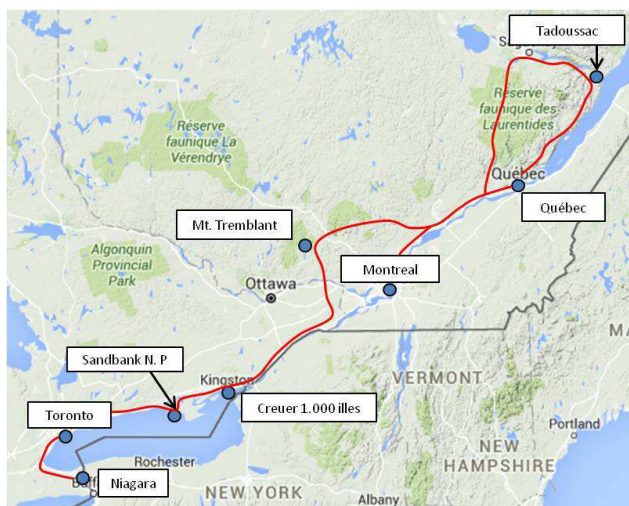 Tadoussac
Réserve
faunique des
Laurentides
Réserve
faunique La
Vérendrye
Québec
Québec
Mt. Tremblant
Algonquin
Provincial
Park
Montreal
Ottawa
Sandbank N. P
Kingston
VERMONT
Creuer 1.000 illes
Toronto
Portland
NEW
HAMPSHIRE
Rochester
Niagara
NEW YORK
Albany